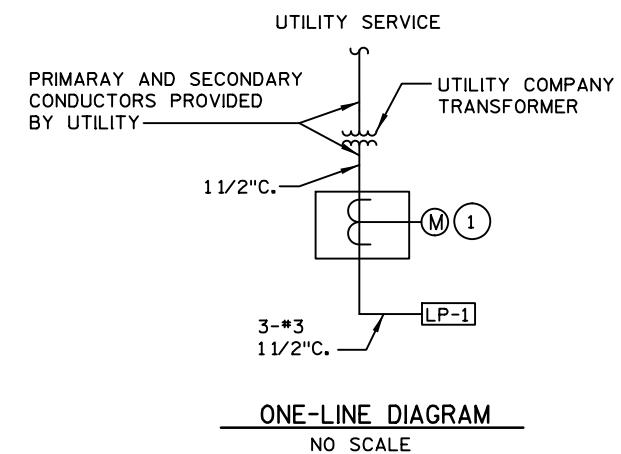 UTILITY SERVICE
PRIMARAY AND SECONDARY
CONDUCTORS PROVIDED
BY UTILITY
UTILITY COMPANY
TRANSFORMER
1 1/2"C.
M
1
LP-1
3-#3
1 1/2"C.
ONE-LINE DIAGRAM
NO SCALE